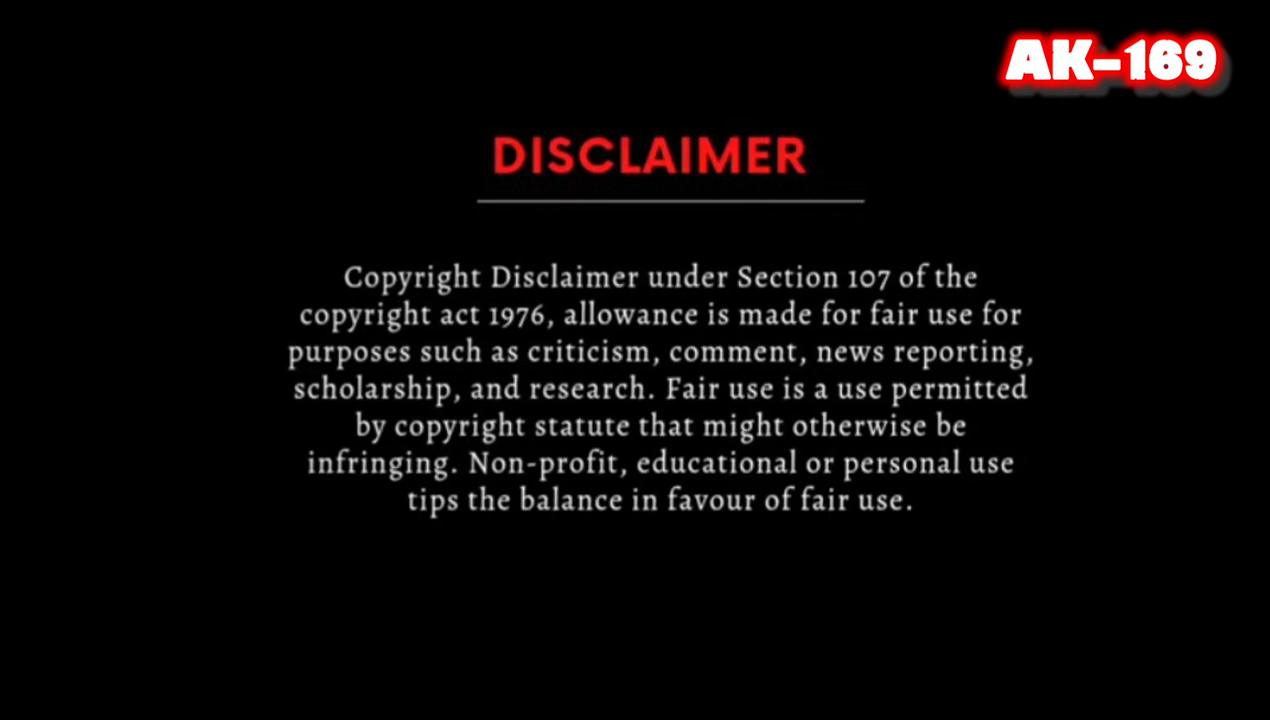 AK-169
DISCLAIMER
Copyright Disclaimer under Section 107 of the
copyright act 1976, allowance is made for fair use for
purposes such as criticism, comment, news reporting,
scholarship, and research. Fair use is a use permitted
by copyright statute that might otherwise be
infringing. Non-profit, educational or personal use
tips the balance in favour of fair use.